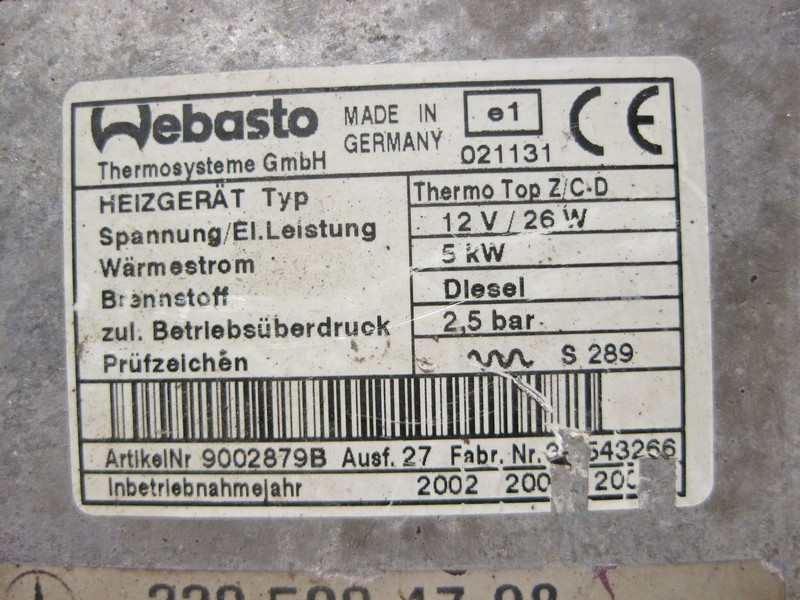 Webasto MADE IN GERMANY e1 CE
Thermosysteme GmbH 021131
HEIZGERÄT Typ Thermo Top Z/C-D
Spannung/El.Leistung 12 V / 26 W
Wärmestrom 5 kW
Brennstoff Diesel
zul. Betriebsüberdruck 2,5 bar
Prüfzeichen S 289
ArtikelNr 9002879B Ausf. 27 Fabr. Nr.
Inbetriebnahmejahr 2002